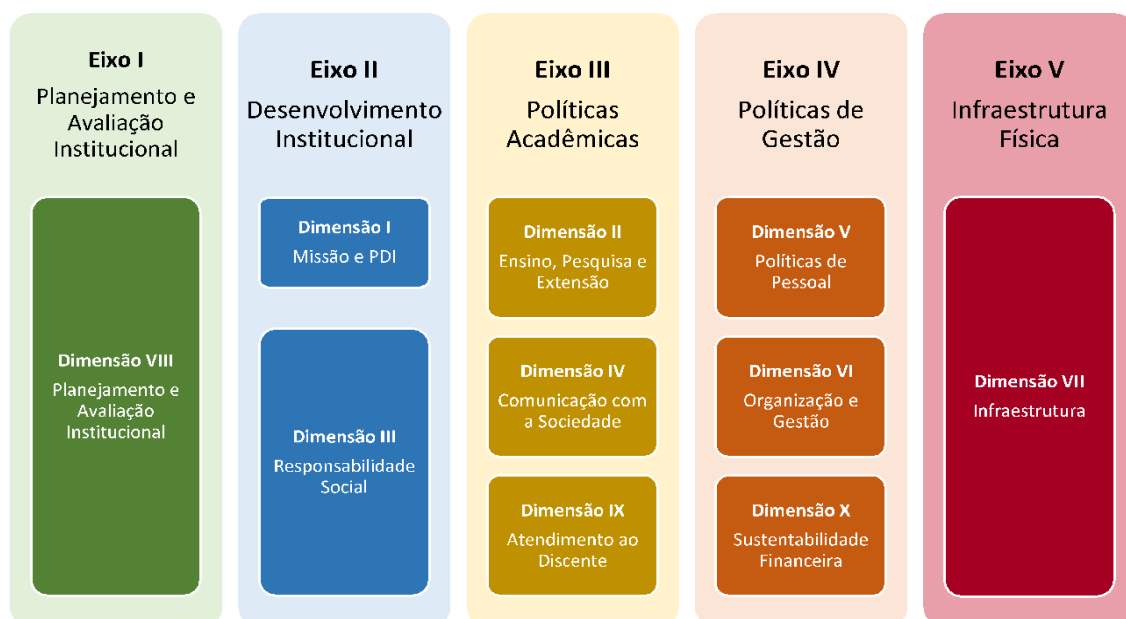 Eixo I
Planejamento e
Avaliação
Institucional
Dimensão VIII
Planejamento e
Avaliação
Institucional
Eixo II
Desenvolvimento
Institucional
Dimensão I
Missão e PDI
Dimensão III
Responsabilidade
Social
Eixo III
Políticas
Acadêmicas
Dimensão II
Ensino, Pesquisa e
Extensão
Dimensão IV
Comunicação com
a Sociedade
Dimensão IX
Atendimento ao
Discente
Eixo IV
Políticas de
Gestão
Dimensão V
Políticas de
Pessoal
Dimensão VI
Organização e
Gestão
Dimensão X
Sustentabilidade
Financeira
Eixo V
Infraestrutura
Física
Dimensão VII
Infraestrutura